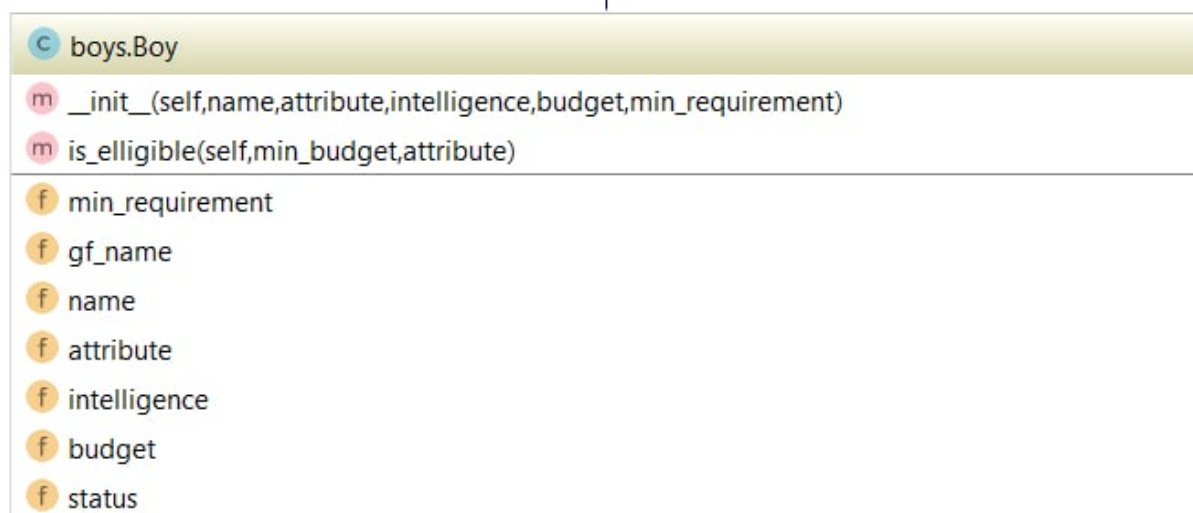 C boys.Boy
m __init__(self,name,attribute,intelligence,budget,min_requirement)
m is_elligible(self,min_budget,attribute)
f min_requirement
f gf_name
f name
f attribute
f intelligence
f budget
f status